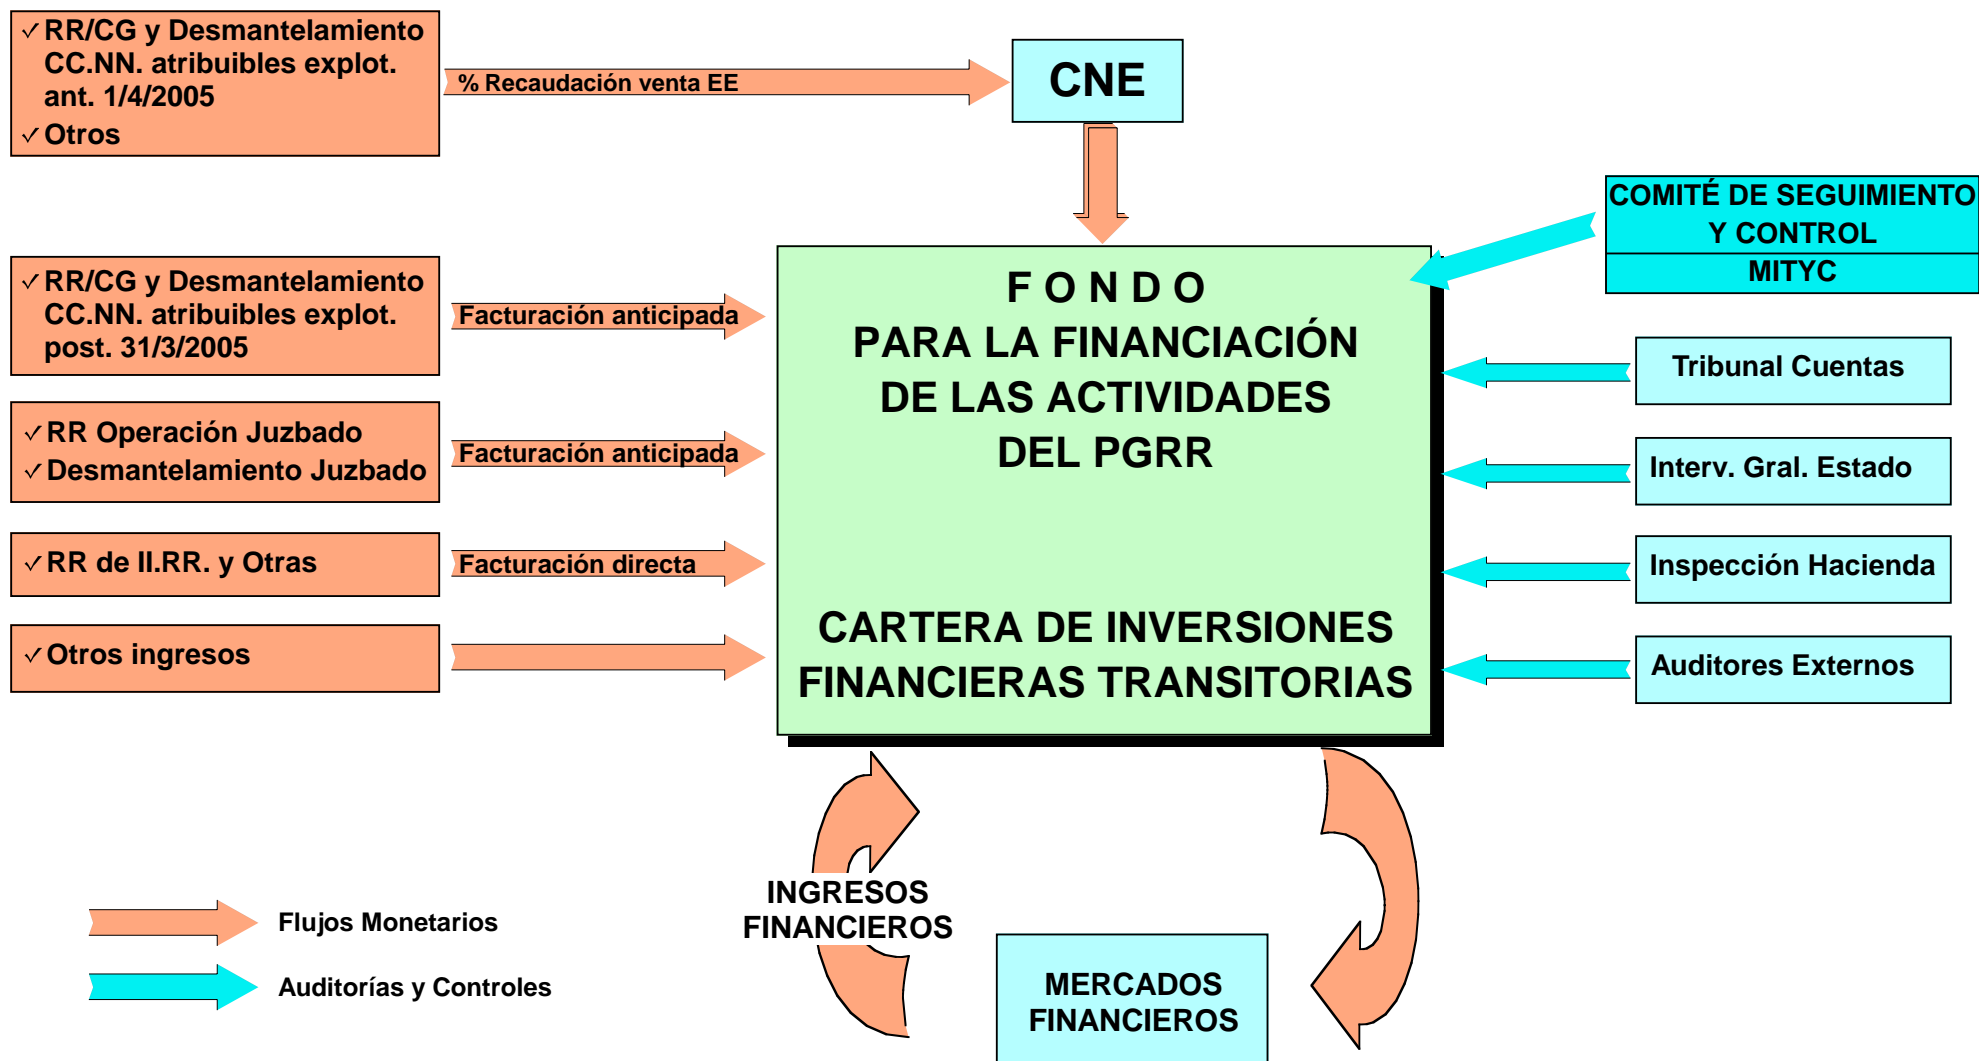 ✓ RR/CG y Desmantelamiento
CC.NN. atribuibles explot.
ant. 1/4/2005
✓ Otros
% Recaudación venta EE
CNE
COMITÉ DE SEGUIMIENTO
Y CONTROL
MITYC
✓ RR/CG y Desmantelamiento
CC.NN. atribuibles explot.
post. 31/3/2005
Facturación anticipada
✓ RR Operación Juzbado
✓ Desmantelamiento Juzbado
Facturación anticipada
✓ RR de II.RR. y Otras
Facturación directa
✓ Otros ingresos
F O N D O
PARA LA FINANCIACIÓN
DE LAS ACTIVIDADES
DEL PGRR
CARTERA DE INVERSIONES
FINANCIERAS TRANSITORIAS
Tribunal Cuentas
Interv. Gral. Estado
Inspección Hacienda
Auditores Externos
INGRESOS
FINANCIEROS
MERCADOS
FINANCIEROS
Flujos Monetarios
Auditorías y Controles